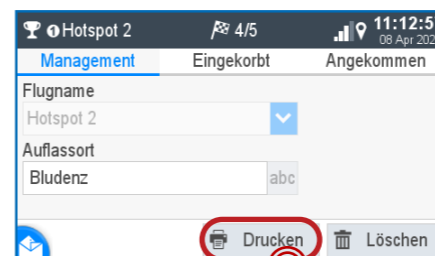 1 Hotspot 2 4/5 11:12:5
08 Apr 202
Management Eingekorbt Angekommen
Flugname
Hotspot 2
Auflassort
Bludenz abc
Drucken Löschen